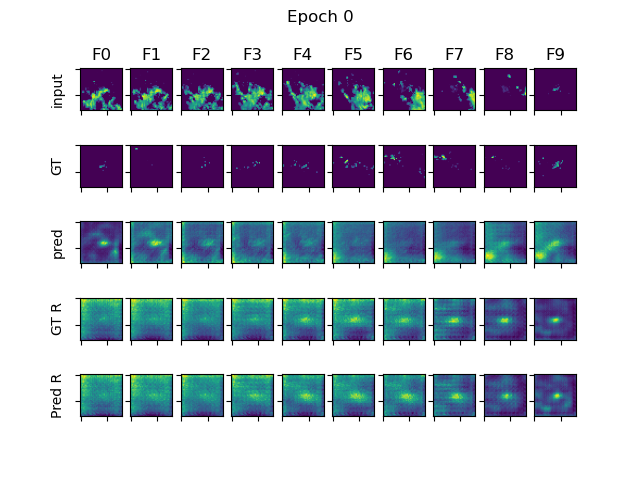 Epoch 0
F0 F1 F2 F3 F4 F5 F6 F7 F8 F9
input
GT
pred
GT R
Pred R